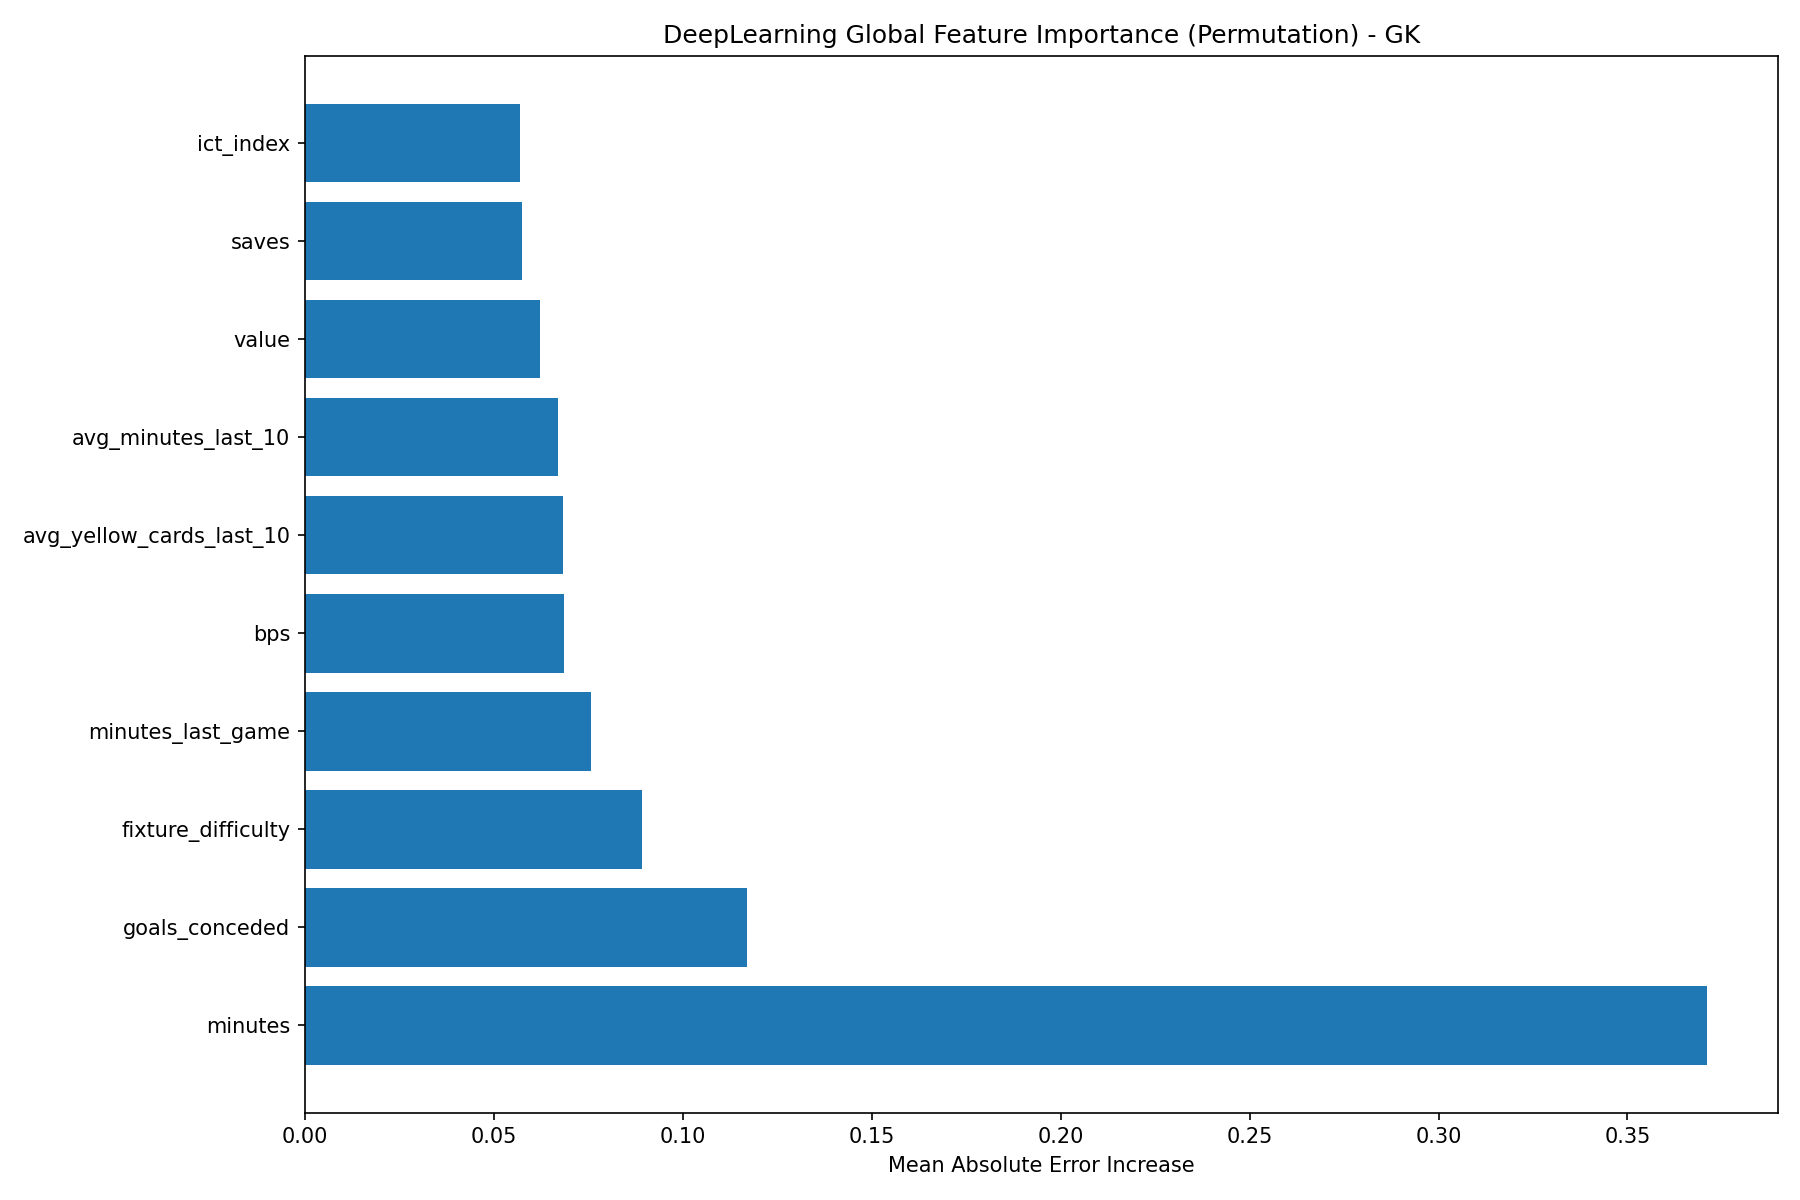 DeepLearning Global Feature Importance (Permutation) - GK
ict_index
saves
value
avg_minutes_last_10
avg_yellow_cards_last_10
bps
minutes_last_game
fixture_difficulty
goals_conceded
minutes
0.00 0.05 0.10 0.15 0.20 0.25 0.30 0.35
Mean Absolute Error Increase